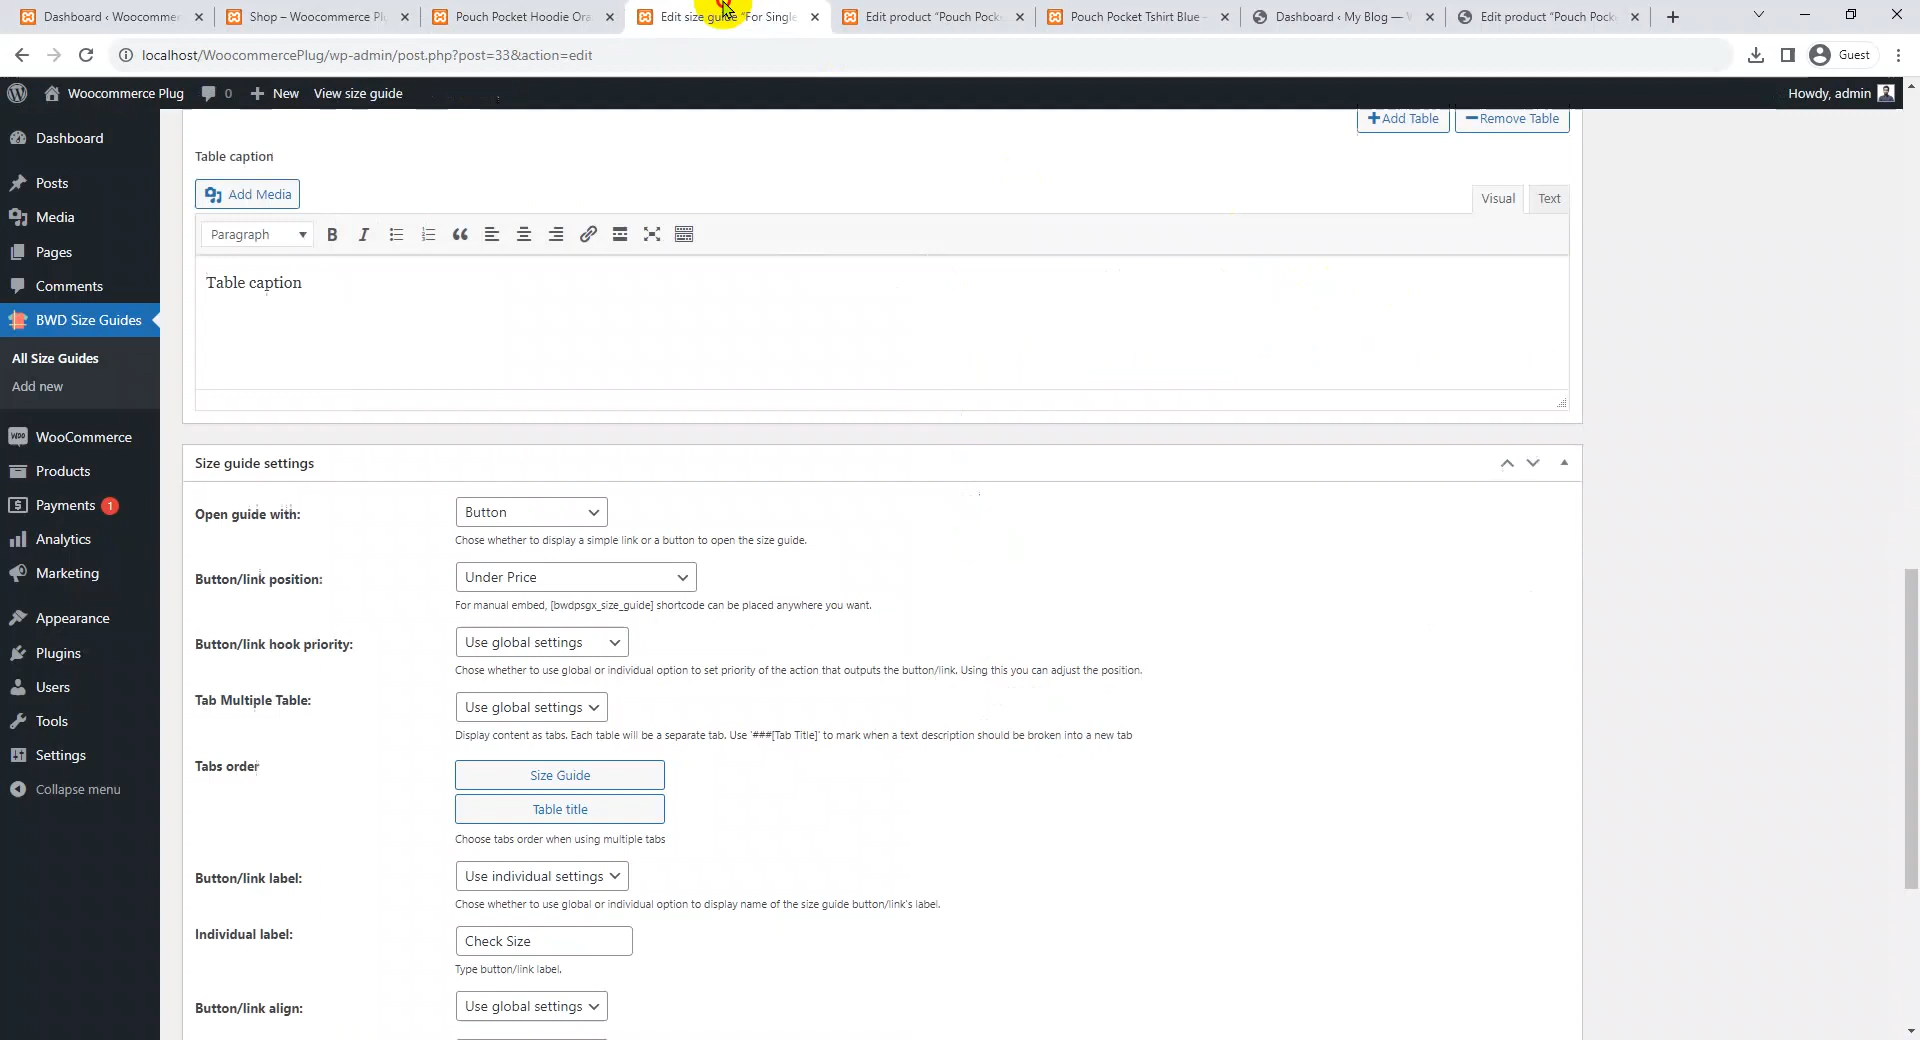 Dashboard ‹ Woocommer
Shop – Woocommerce Plu
Pouch Pocket Hoodie Ora
Edit size guide "For Single
Edit product "Pouch Pock
Pouch Pocket Tshirt Blue –
Dashboard ‹ My Blog — W
Edit product "Pouch Pock
localhost/WoocommercePlug/wp-admin/post.php?post=33&action=edit
Guest
Woocommerce Plug
0
New
View size guide
Howdy, admin
Dashboard
Posts
Media
Pages
Comments
BWD Size Guides
All Size Guides
Add new
WooCommerce
Products
Payments 1
Analytics
Marketing
Appearance
Plugins
Users
Tools
Settings
Collapse menu
Add Table
Remove Table
Table caption
Add Media
Visual
Text
Paragraph
Table caption
Size guide settings
Open guide with:
Button
Chose whether to display a simple link or a button to open the size guide.
Button/link position:
Under Price
For manual embed, [bwdpsgx_size_guide] shortcode can be placed anywhere you want.
Button/link hook priority:
Use global settings
Chose whether to use global or individual option to set priority of the action that outputs the button/link. Using this you can adjust the position.
Tab Multiple Table:
Use global settings
Display content as tabs. Each table will be a separate tab. Use '###[Tab Title]' to mark when a text description should be broken into a new tab
Tabs order
Size Guide
Table title
Choose tabs order when using multiple tabs
Button/link label:
Use individual settings
Chose whether to use global or individual option to display name of the size guide button/link's label.
Individual label:
Check Size
Type button/link label.
Button/link align:
Use global settings